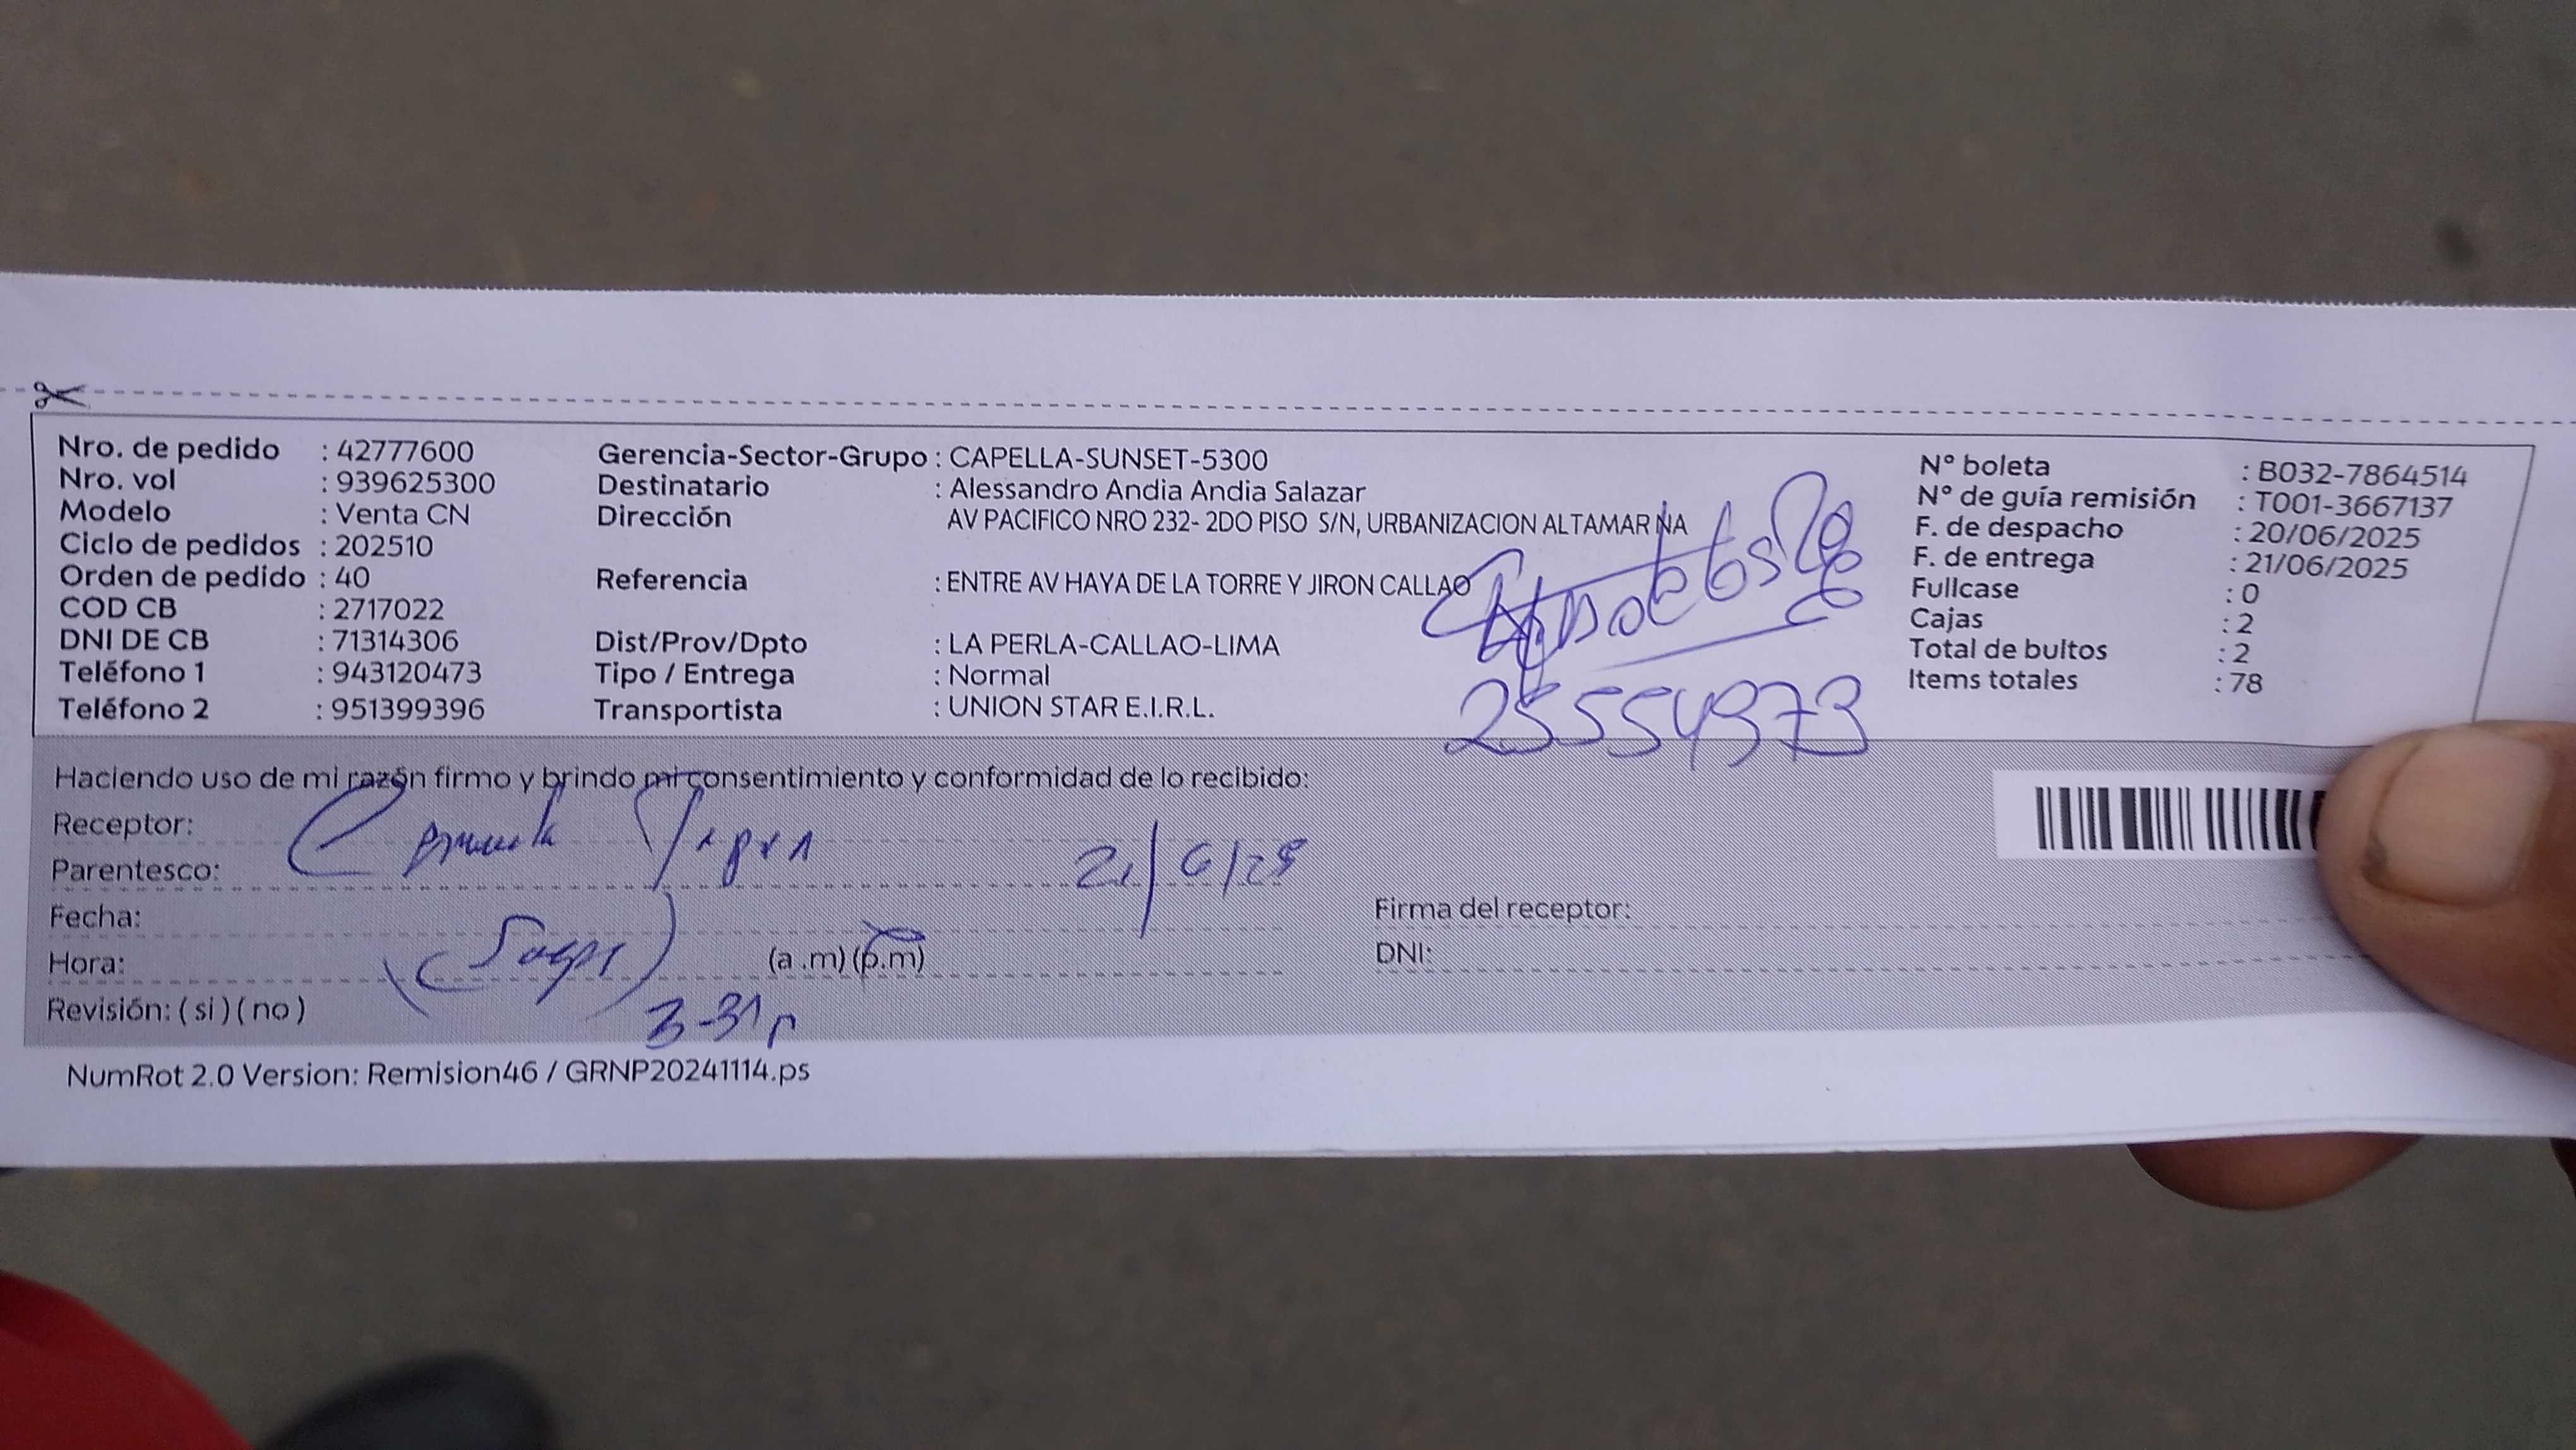 Nro. de pedido : 42777600
Nro. vol : 939625300
Modelo : Venta CN
Ciclo de pedidos : 202510
Orden de pedido : 40
COD CB : 2717022
DNI DE CB : 71314306
Teléfono 1 : 943120473
Teléfono 2 : 951399396
Gerencia-Sector-Grupo : CAPELLA-SUNSET-5300
Destinatario : Alessandro Andia Andia Salazar
Dirección AV PACIFICO NRO 232- 2DO PISO S/N, URBANIZACION ALTAMAR NA
Referencia : ENTRE AV HAYA DE LA TORRE Y JIRON CALLAO
Dist/Prov/Dpto : LA PERLA-CALLAO-LIMA
Tipo / Entrega : Normal
Transportista : UNION STAR E.I.R.L.
25554973
N° boleta : B032-7864514
N° de guía remisión : T001-3667137
F. de despacho : 20/06/2025
F. de entrega : 21/06/2025
Fullcase : 0
Cajas : 2
Total de bultos : 2
Items totales : 78
Haciendo uso de mi razón firmo y brindo mi consentimiento y conformidad de lo recibido:
Receptor:
Parentesco: 21/6/25
Fecha:
Hora: (a .m) (p.m)
Revisión: ( si ) ( no ) 3-31 p
Firma del receptor:
DNI:
NumRot 2.0 Version: Remision46 / GRNP20241114.ps